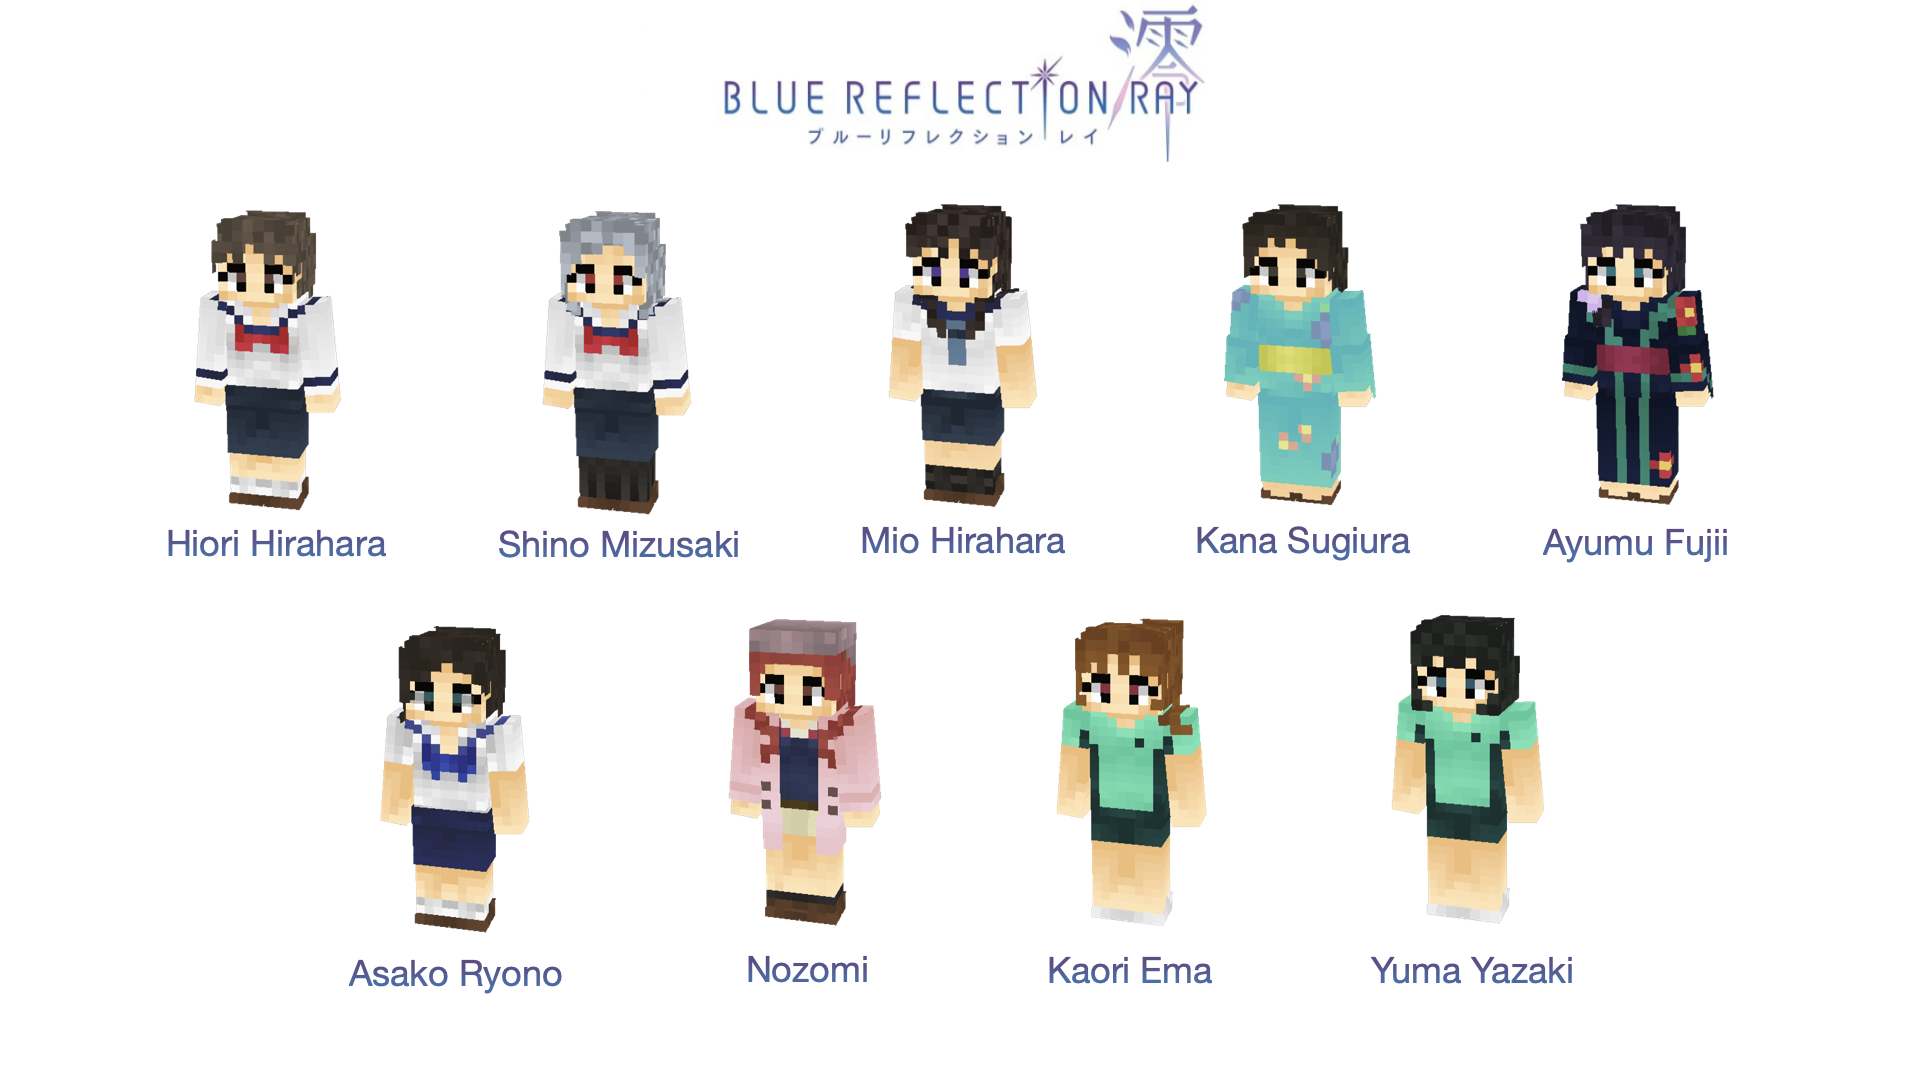 澪
BLUE REFLECTION RAY
ブルーリフレクション レイ
Hiori Hirahara
Shino Mizusaki
Mio Hirahara
Kana Sugiura
Ayumu Fujii
Asako Ryono
Nozomi
Kaori Ema
Yuma Yazaki